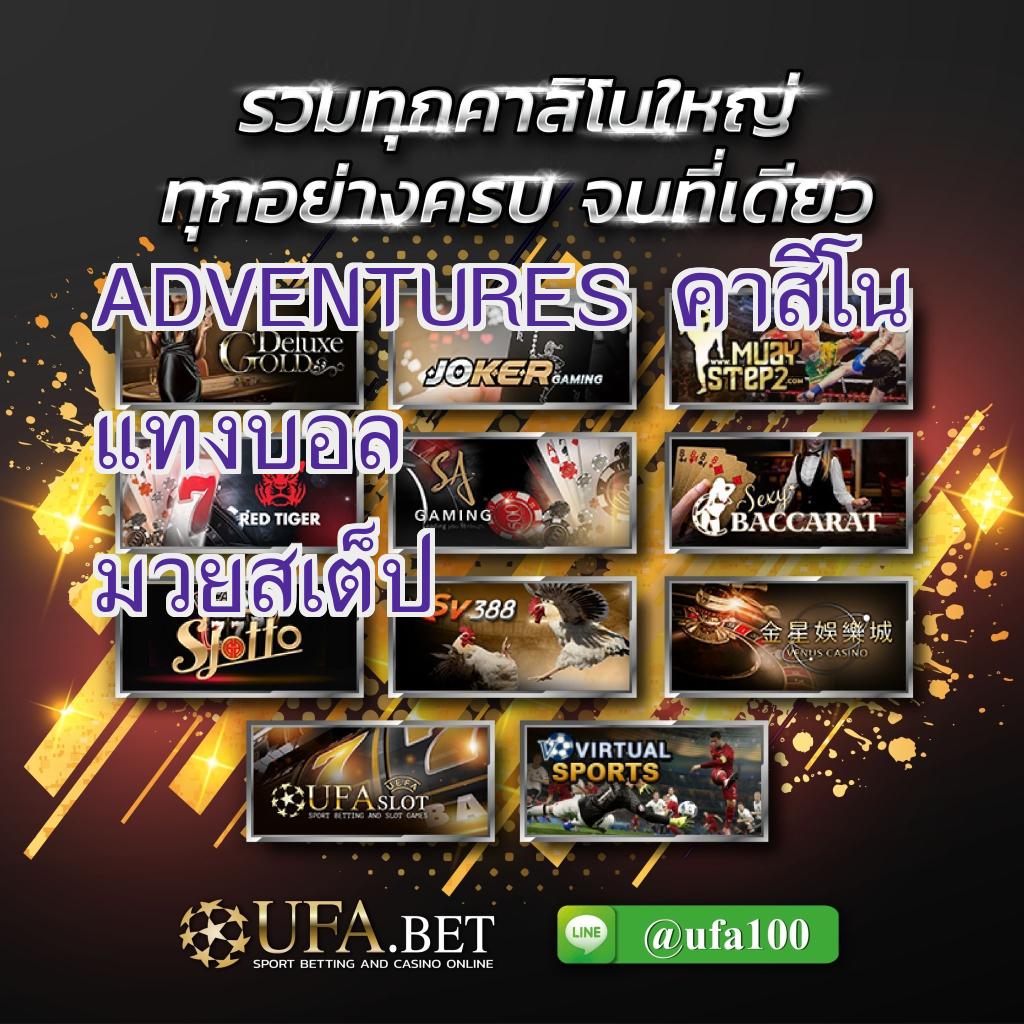 รวมทุกคาสิโนใหญ่
ทุกอย่างครบ จบที่เดียว
ADVENTURES คาสิโน
Deluxe
GOLD
JOKER GAMING
WWW.MUAY
STEP2.COM
แทงบอล
7
RED TIGER
SA
GAMING
Sexy
BACCARAT
มวยสเต็ป
Sjotto
SV388
金星娛樂城
VENUS CASINO
UEFA
UFA SLOT
SPORT BETTING AND SLOT GAMES
VIRTUAL
SPORTS
UFA.BET
SPORT BETTING AND CASINO ONLINE
LINE
@ufa100